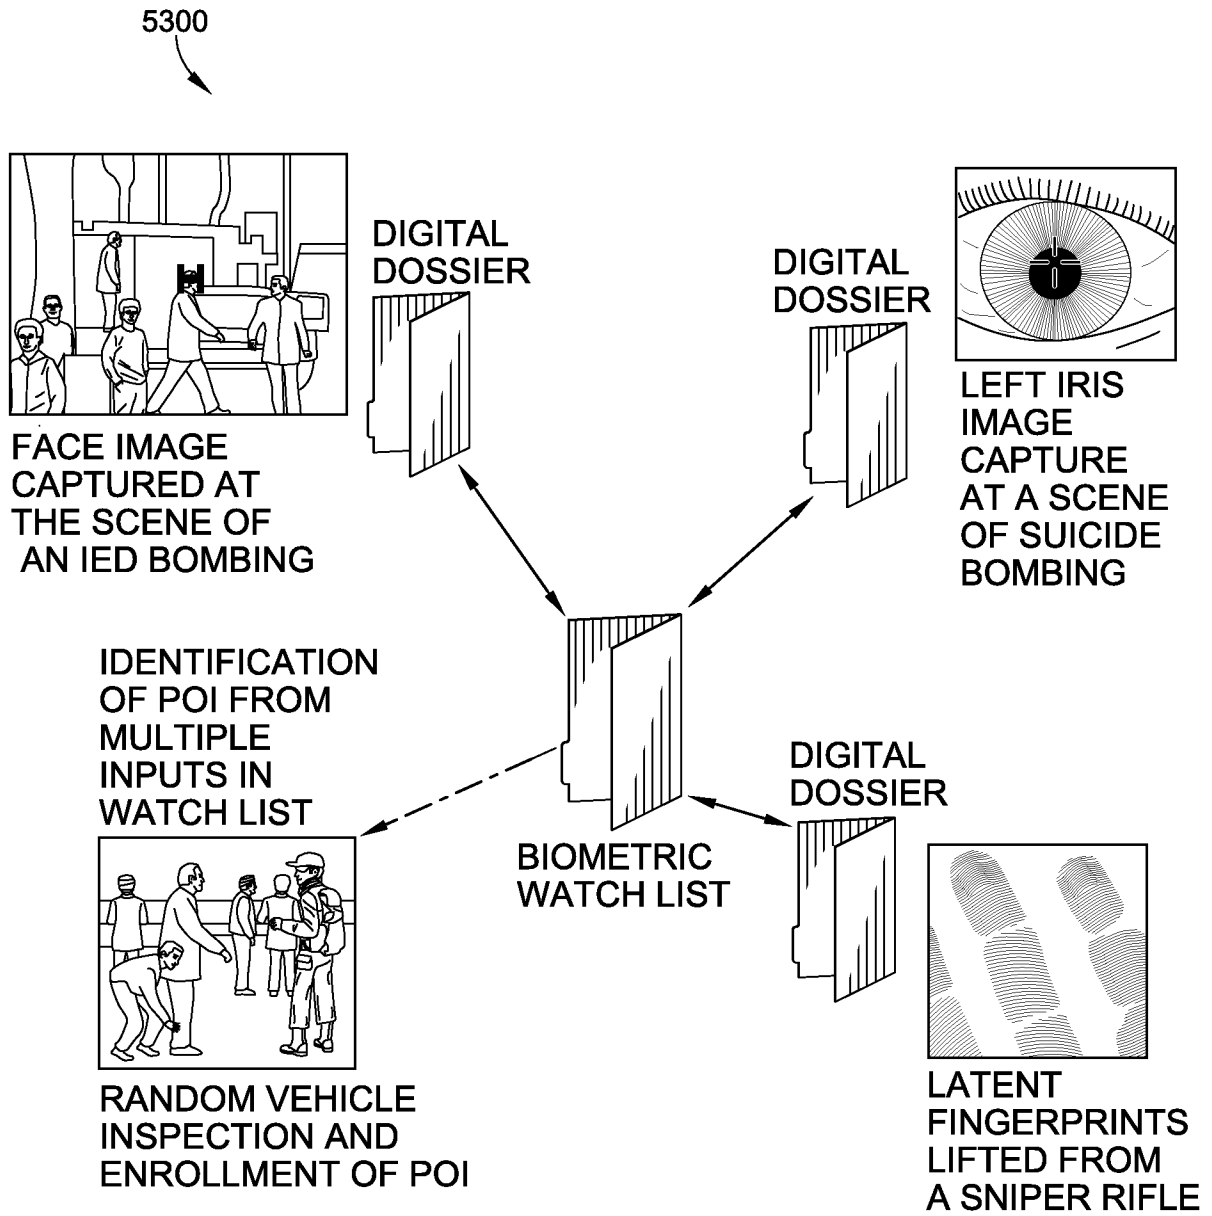 5300
DIGITAL
DOSSIER
FACE IMAGE
CAPTURED AT
THE SCENE OF
AN IED BOMBING
DIGITAL
DOSSIER
LEFT IRIS
IMAGE
CAPTURE
AT A SCENE
OF SUICIDE
BOMBING
IDENTIFICATION
OF POI FROM
MULTIPLE
INPUTS IN
WATCH LIST
RANDOM VEHICLE
INSPECTION AND
ENROLLMENT OF POI
BIOMETRIC
WATCH LIST
DIGITAL
DOSSIER
LATENT
FINGERPRINTS
LIFTED FROM
A SNIPER RIFLE